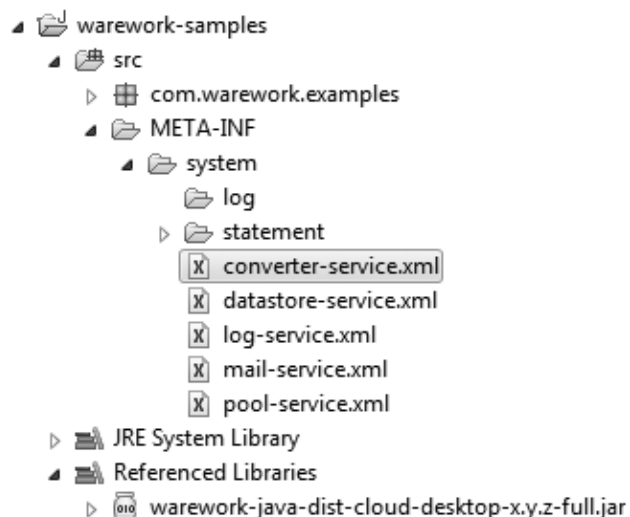 warework-samples
src
com.warework.examples
META-INF
system
log
statement
converter-service.xml
datastore-service.xml
log-service.xml
mail-service.xml
pool-service.xml
JRE System Library
Referenced Libraries
warework-java-dist-cloud-desktop-x.y.z-full.jar